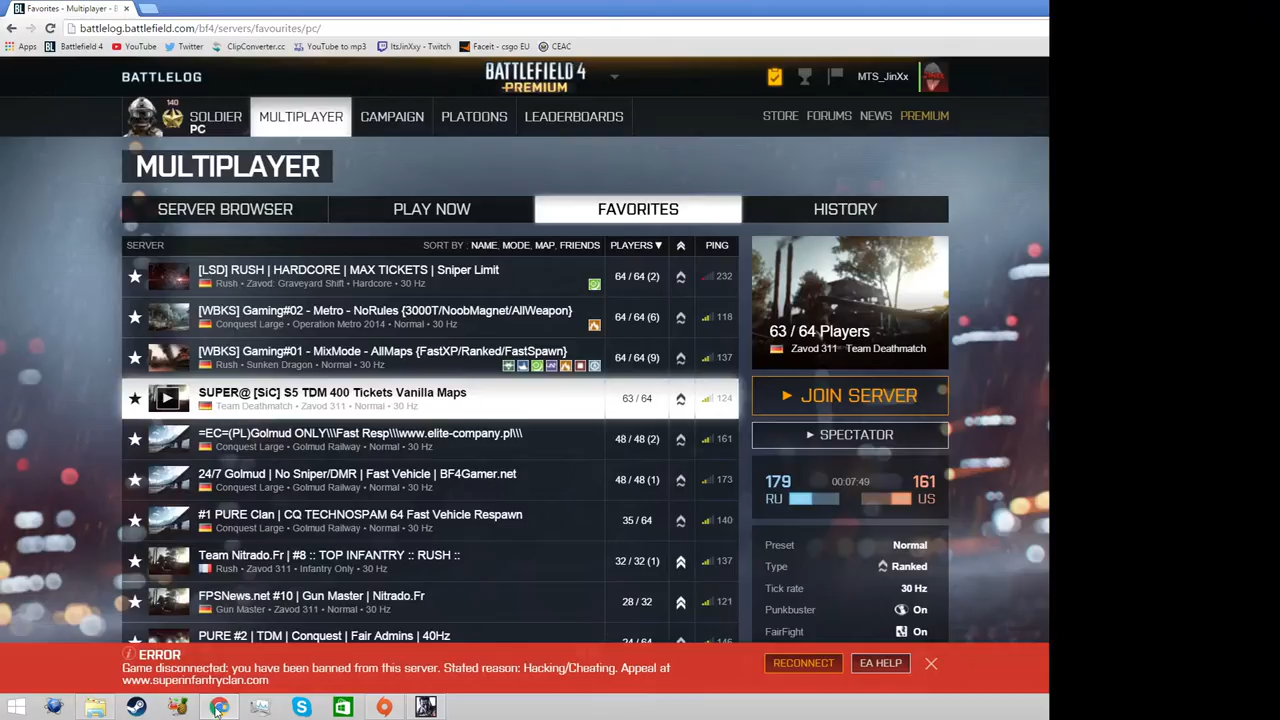 Favorites - Multiplayer - B
battlelog.battlefield.com/bf4/servers/favourites/pc/
Apps Battlefield 4 YouTube Twitter ClipConverter.cc YouTube to mp3 ItsJinXxy - Twitch Faceit - csgo EU CEAC
BATTLELOG
BATTLEFIELD 4
PREMIUM
MTS_JinXx
140
SOLDIER
PC
MULTIPLAYER CAMPAIGN PLATOONS LEADERBOARDS
STORE FORUMS NEWS PREMIUM
MULTIPLAYER
SERVER BROWSER PLAY NOW FAVORITES HISTORY
SERVER SORT BY : NAME, MODE, MAP, FRIENDS PLAYERS▼ PING
[LSD] RUSH | HARDCORE | MAX TICKETS | Sniper Limit
Rush • Zavod: Graveyard Shift • Hardcore • 30 Hz
64 / 64 (2) 232
[WBKS] Gaming#02 - Metro - NoRules {3000T/NoobMagnet/AllWeapon}
Conquest Large • Operation Metro 2014 • Normal • 30 Hz
64 / 64 (6) 118
[WBKS] Gaming#01 - MixMode - AllMaps {FastXP/Ranked/FastSpawn}
Rush • Sunken Dragon • Normal • 30 Hz
64 / 64 (9) 137
SUPER@ [SiC] S5 TDM 400 Tickets Vanilla Maps
Team Deathmatch • Zavod 311 • Normal • 30 Hz
63 / 64 124
=EC=(PL)Golmud ONLY\\\Fast Resp\\\www.elite-company.pl\\\
Conquest Large • Golmud Railway • Normal • 30 Hz
48 / 48 (2) 161
24/7 Golmud | No Sniper/DMR | Fast Vehicle | BF4Gamer.net
Conquest Large • Golmud Railway • Normal • 30 Hz
48 / 48 (1) 173
#1 PURE Clan | CQ TECHNOSPAM 64 Fast Vehicle Respawn
Conquest Large • Golmud Railway • Normal • 30 Hz
35 / 64 140
Team Nitrado.Fr | #8 :: TOP INFANTRY :: RUSH ::
Rush • Zavod 311 • Infantry Only • 30 Hz
32 / 32 (1) 137
FPSNews.net #10 | Gun Master | Nitrado.Fr
Gun Master • Zavod 311 • Normal • 30 Hz
28 / 32 121
PURE #2 | TDM | Conquest | Fair Admins | 40Hz
63 / 64 Players
Zavod 311 Team Deathmatch
JOIN SERVER
SPECTATOR
179 00:07:49 161
RU US
Preset Normal
Type Ranked
Tick rate 30 Hz
Punkbuster On
FairFight On
ERROR
Game disconnected: you have been banned from this server. Stated reason: Hacking/Cheating. Appeal at
www.superinfantryclan.com
RECONNECT EA HELP